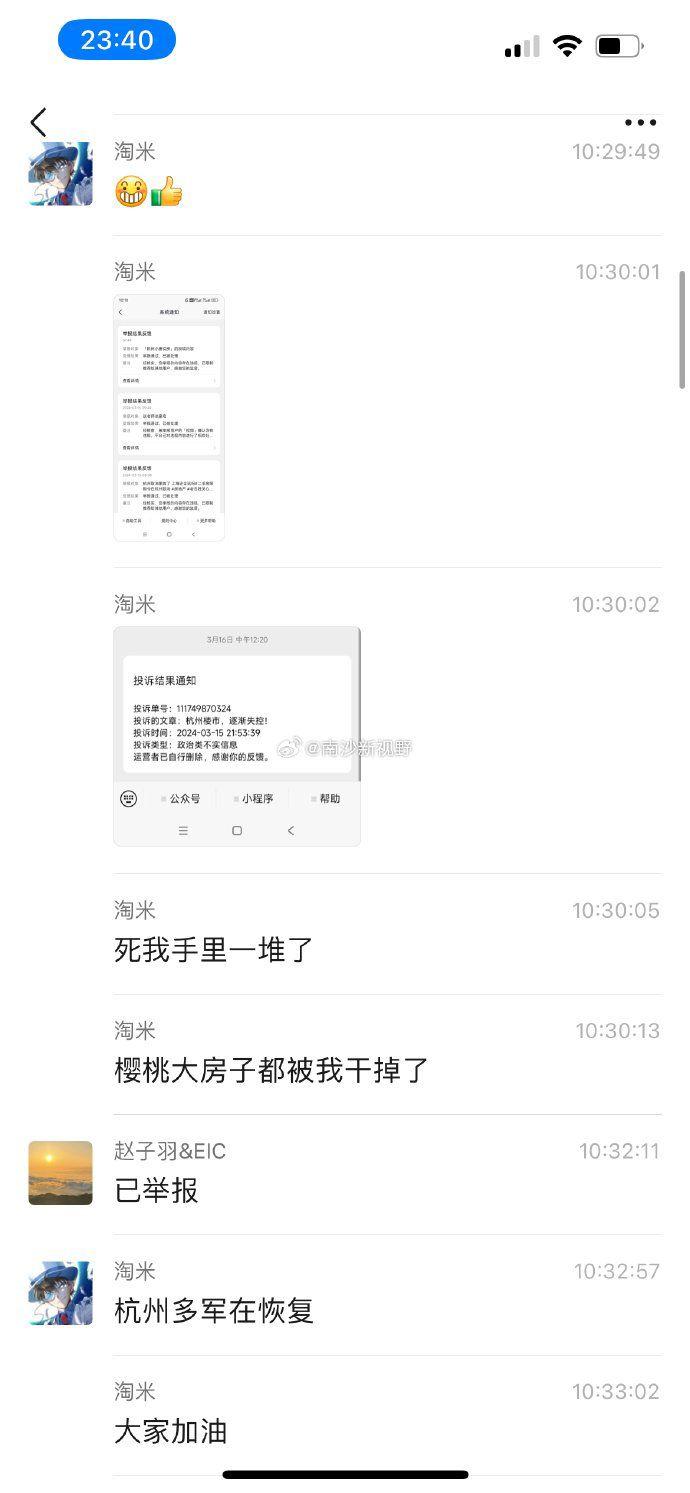 23:40
淘米
10:29:49
淘米
10:30:01
系统通知
举报结果反馈
举报结果反馈
查看详情
举报结果反馈
淘米
10:30:02
3月16日 中午12:20
投诉结果通知
投诉单号：111749870324
投诉的文章：杭州楼市，逐渐失控！
投诉时间：2024-03-15 21:53:39
投诉类型：政治类不实信息
运营者已自行删除，感谢你的反馈。
@南沙新视野
公众号
小程序
帮助
淘米
10:30:05
死我手里一堆了
淘米
10:30:13
樱桃大房子都被我干掉了
赵子羽&EIC
10:32:11
已举报
淘米
10:32:57
杭州多军在恢复
淘米
10:33:02
大家加油